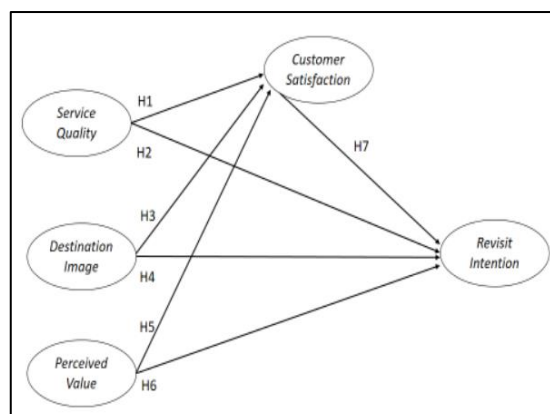 Customer
Satisfaction
H1
Service
Quality
H2
H7
H3
Destination
Image
H4
Revisit
Intention
H5
Perceived
Value
H6